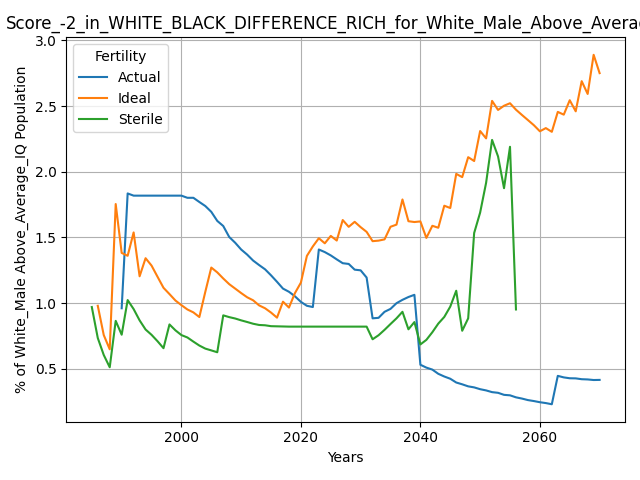 Score_-2_in_WHITE_BLACK_DIFFERENCE_RICH_for_White_Male_Above_Avera
% of White_Male Above_Average_IQ Population
3.0
2.5
2.0
1.5
1.0
0.5
Fertility
Actual
Ideal
Sterile
2000
2020
2040
2060
Years